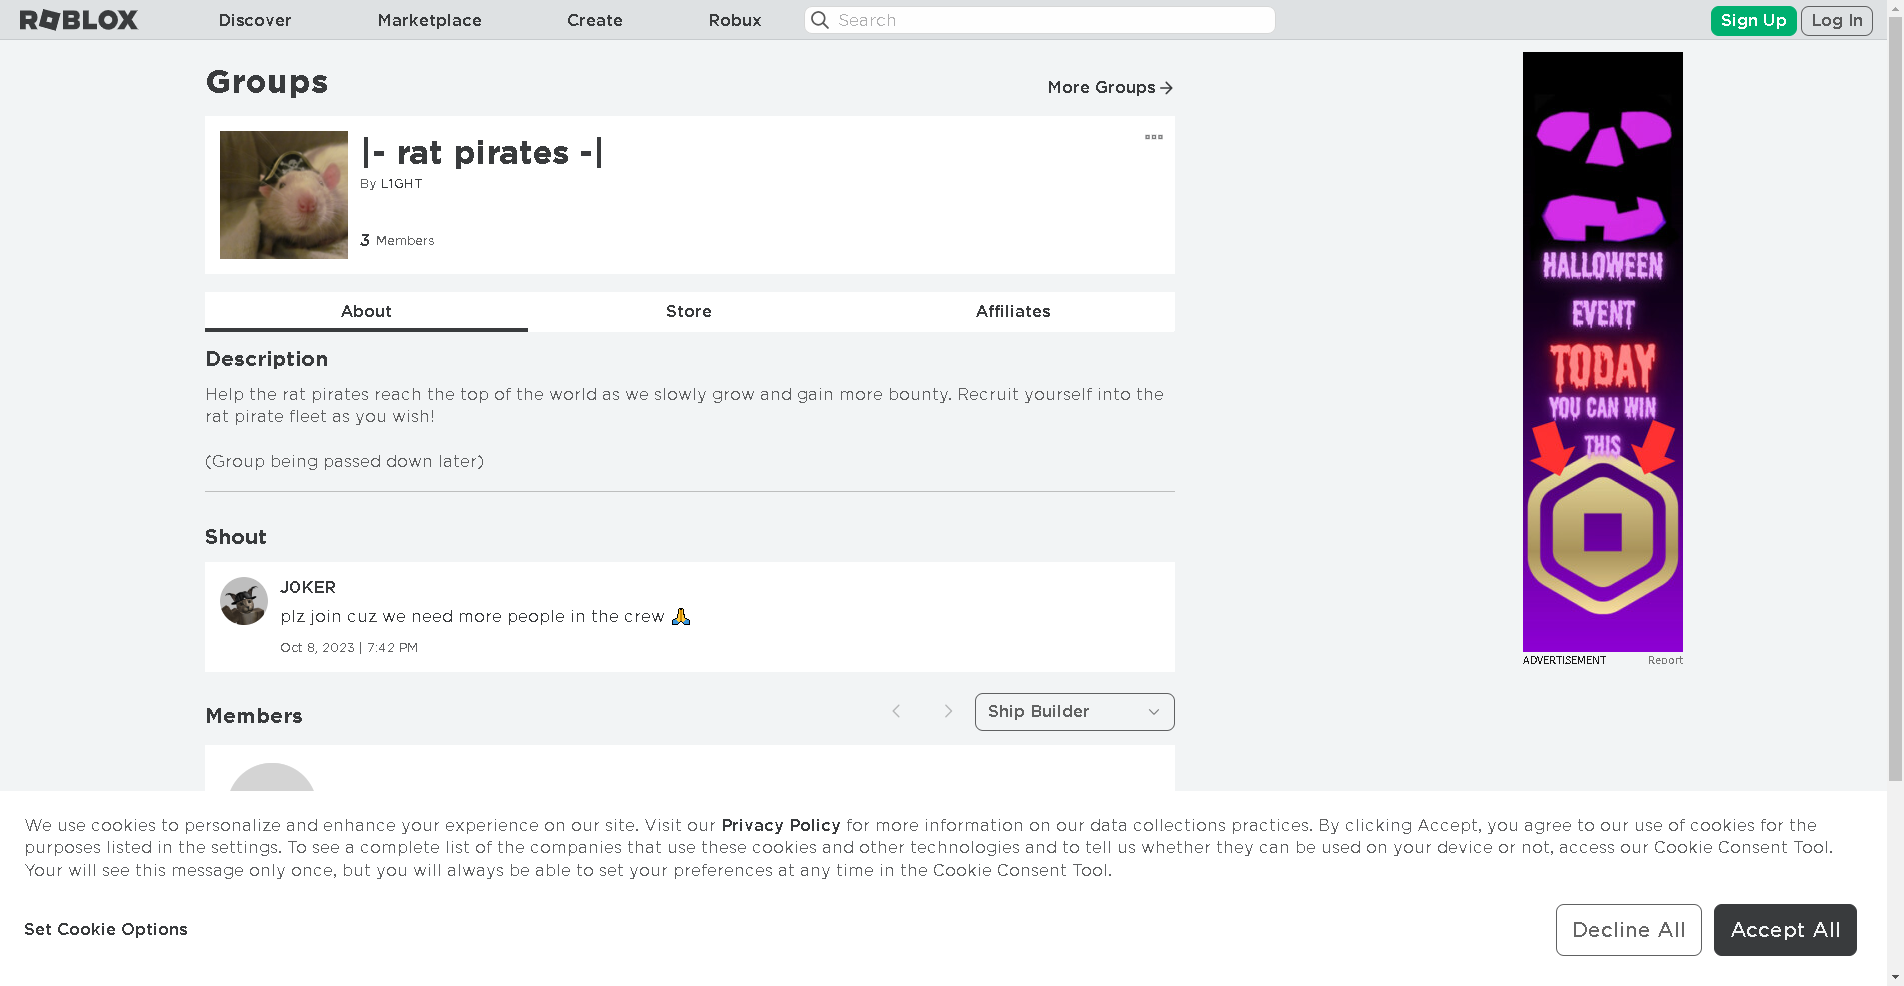 ROBLOX
Discover
Marketplace
Create
Robux
Search
Sign Up
Log In
Groups
More Groups
|- rat pirates -|
By L1GHT
3 Members
About
Store
Affiliates
Description
Help the rat pirates reach the top of the world as we slowly grow and gain more bounty. Recruit yourself into the
rat pirate fleet as you wish!
(Group being passed down later)
Shout
J0KER
plz join cuz we need more people in the crew 🙏
Oct 8, 2023 | 7:42 PM
Members
Ship Builder
HALLOWEEN
EVENT
TODAY
YOU CAN WIN
THIS
ADVERTISEMENT
Report
We use cookies to personalize and enhance your experience on our site. Visit our Privacy Policy for more information on our data collections practices. By clicking Accept, you agree to our use of cookies for the
purposes listed in the settings. To see a complete list of the companies that use these cookies and other technologies and to tell us whether they can be used on your device or not, access our Cookie Consent Tool.
Your will see this message only once, but you will always be able to set your preferences at any time in the Cookie Consent Tool.
Set Cookie Options
Decline All
Accept All